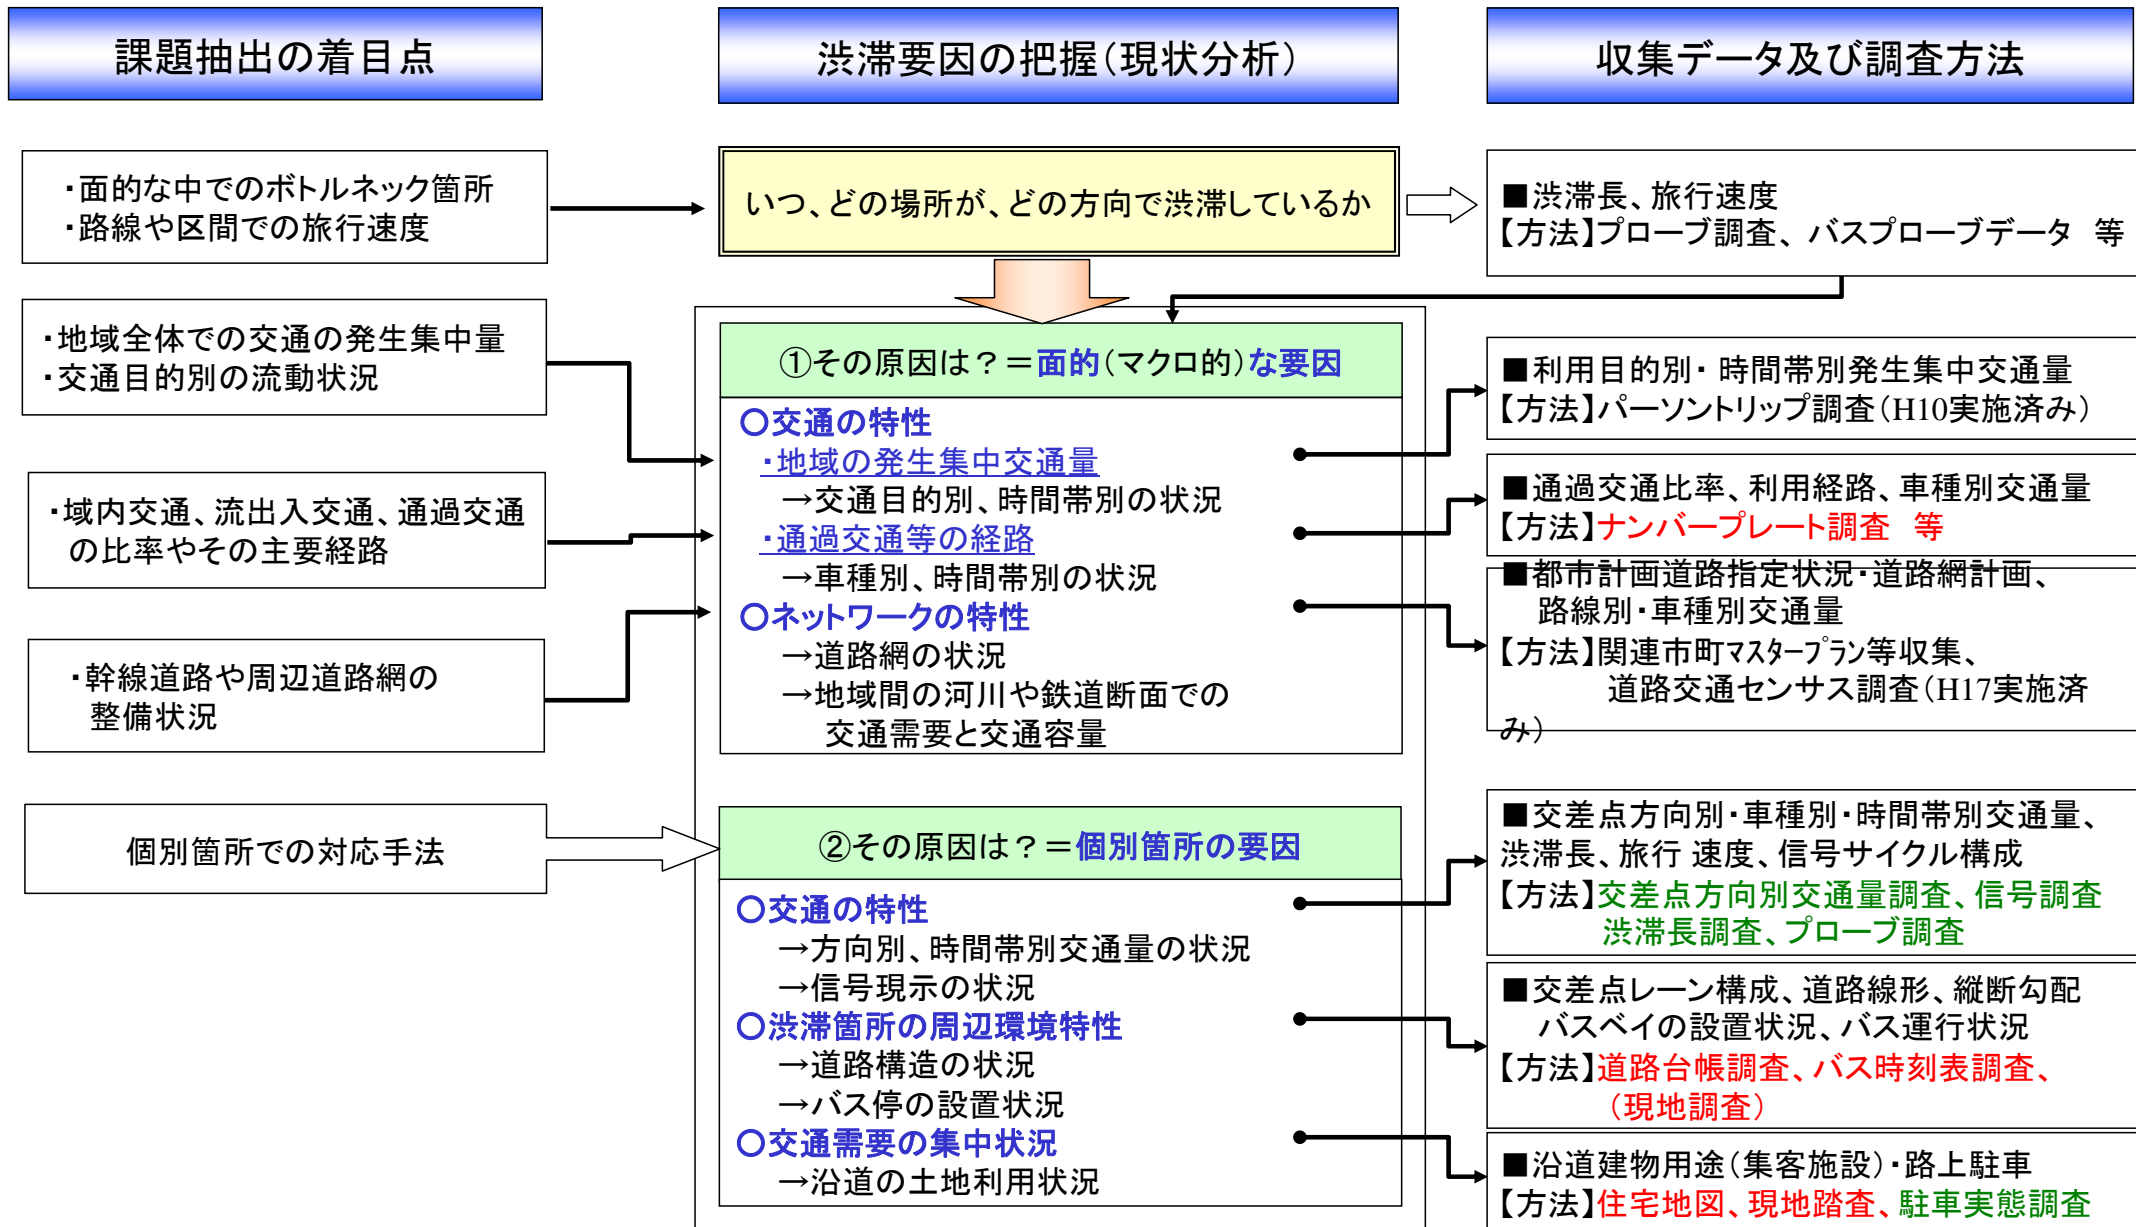 課題抽出の着目点
・面的な中でのボトルネック箇所
・路線や区間での旅行速度
・地域全体での交通の発生集中量
・交通目的別の流動状況
・域内交通、流出入交通、通過交通
の比率やその主要経路
・幹線道路や周辺道路網の
整備状況
個別箇所での対応手法
渋滞要因の把握（現状分析）
いつ、どの場所が、どの方向で渋滞しているか
①その原因は？＝面的（マクロ的）な要因
○交通の特性
・地域の発生集中交通量
→交通目的別、時間帯別の状況
・通過交通等の経路
→車種別、時間帯別の状況
○ネットワークの特性
→道路網の状況
→地域間の河川や鉄道断面での
交通需要と交通容量
②その原因は？＝個別箇所の要因
○交通の特性
→方向別、時間帯別交通量の状況
→信号現示の状況
○渋滞箇所の周辺環境特性
→道路構造の状況
→バス停の設置状況
○交通需要の集中状況
→沿道の土地利用状況
収集データ及び調査方法
■渋滞長、旅行速度
【方法】プローブ調査、バスプローブデータ　等
■利用目的別・時間帯別発生集中交通量
【方法】パーソントリップ調査（H10実施済み）
■通過交通比率、利用経路、車種別交通量
【方法】ナンバープレート調査　等
■都市計画道路指定状況・道路網計画、
路線別・車種別交通量
【方法】関連市町マスタープラン等収集、
道路交通センサス調査（H17実施済
み）
■交差点方向別・車種別・時間帯別交通量、
渋滞長、旅行 速度、信号サイクル構成
【方法】交差点方向別交通量調査、信号調査
渋滞長調査、プローブ調査
■交差点レーン構成、道路線形、縦断勾配
バスベイの設置状況、バス運行状況
【方法】道路台帳調査、バス時刻表調査、
（現地調査）
■沿道建物用途（集客施設）・路上駐車
【方法】住宅地図、現地踏査、駐車実態調査